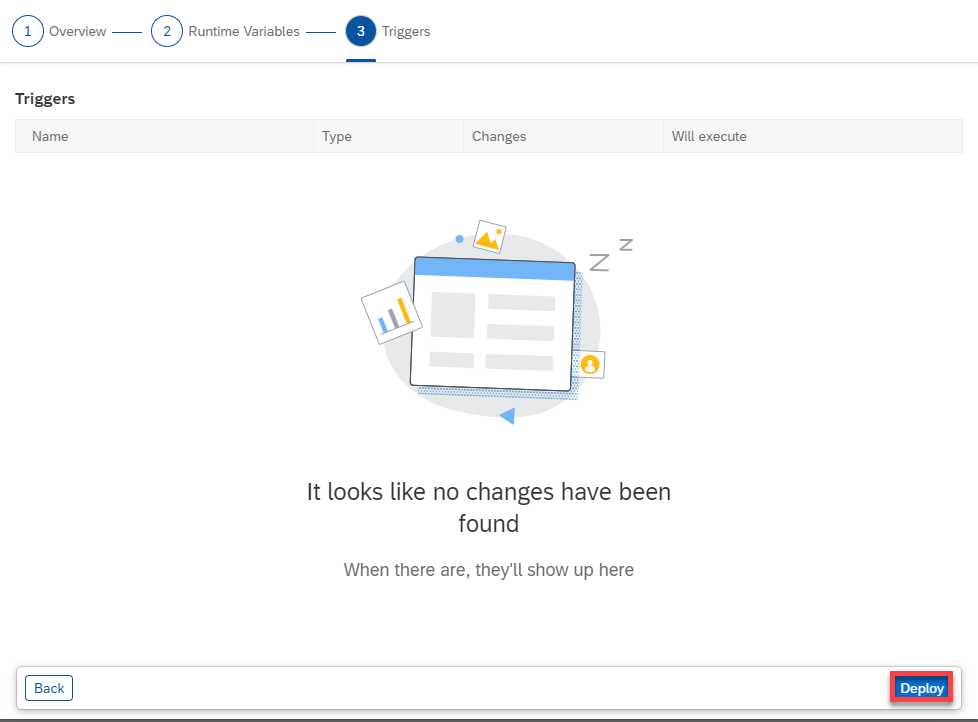 1 Overview 2 Runtime Variables 3 Triggers
Triggers
Name Type Changes Will execute
Z Z
It looks like no changes have been
found
When there are, they'll show up here
Back Deploy